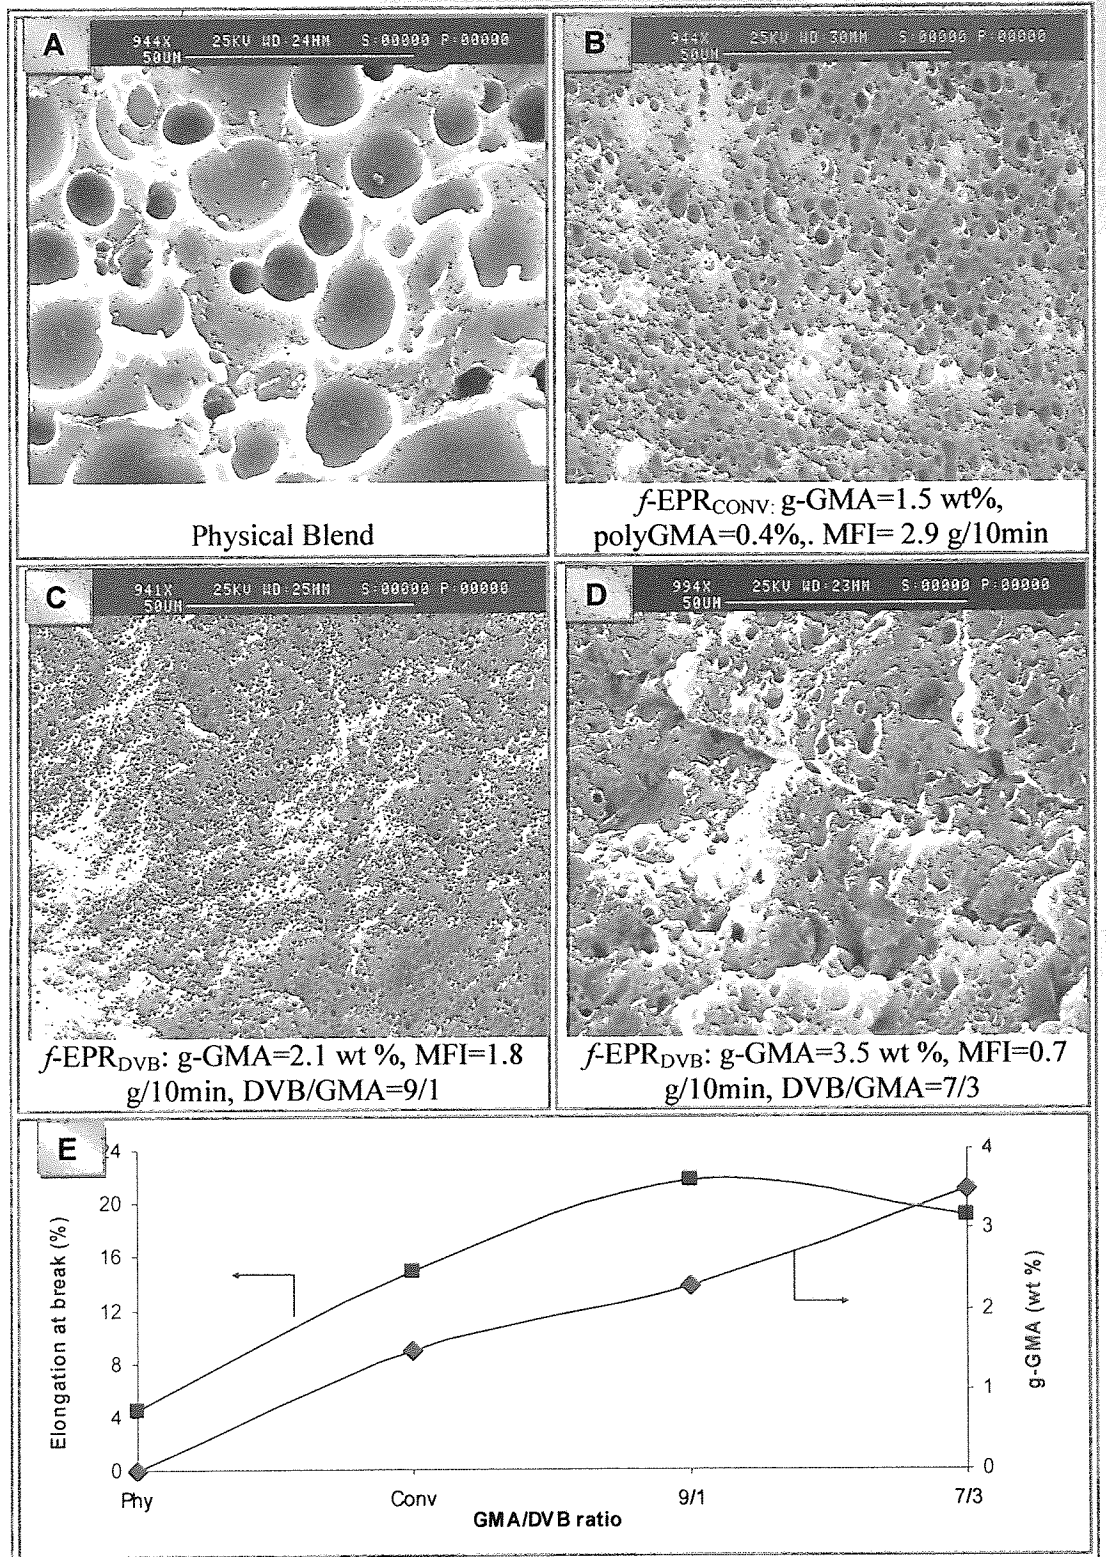 A
944X 25KV WD:24MM S:00000 P:00000
50UM
Physical Blend
B
944X 25KV WD:30MM S:00000 P:00000
50UM
f-EPRCONV: g-GMA=1.5 wt%,
polyGMA=0.4%,. MFI= 2.9 g/10min
C
941X 25KV WD:25MM S:00000 P:00000
50UM
f-EPRDVB: g-GMA=2.1 wt %, MFI=1.8
g/10min, DVB/GMA=9/1
D
994X 25KV WD:23MM S:00000 P:00000
50UM
f-EPRDVB: g-GMA=3.5 wt %, MFI=0.7
g/10min, DVB/GMA=7/3
E
Elongation at break (%)
24
20
16
12
8
4
0
4
3
2
1
0
g-GMA (wt %)
Phy Conv 9/1 7/3
GMA/DVB ratio